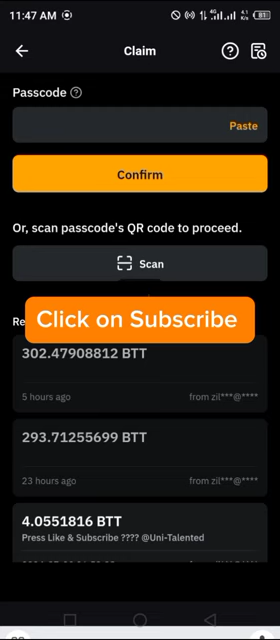 11:47 AM
Claim
Passcode
Paste
Confirm
Or, scan passcode's QR code to proceed.
Scan
Click on Subscribe
302.47908812 BTT
5 hours ago from zil***@****
293.71255699 BTT
23 hours ago from zil***@****
4.0551816 BTT
Press Like & Subscribe ???? @Uni-Talented